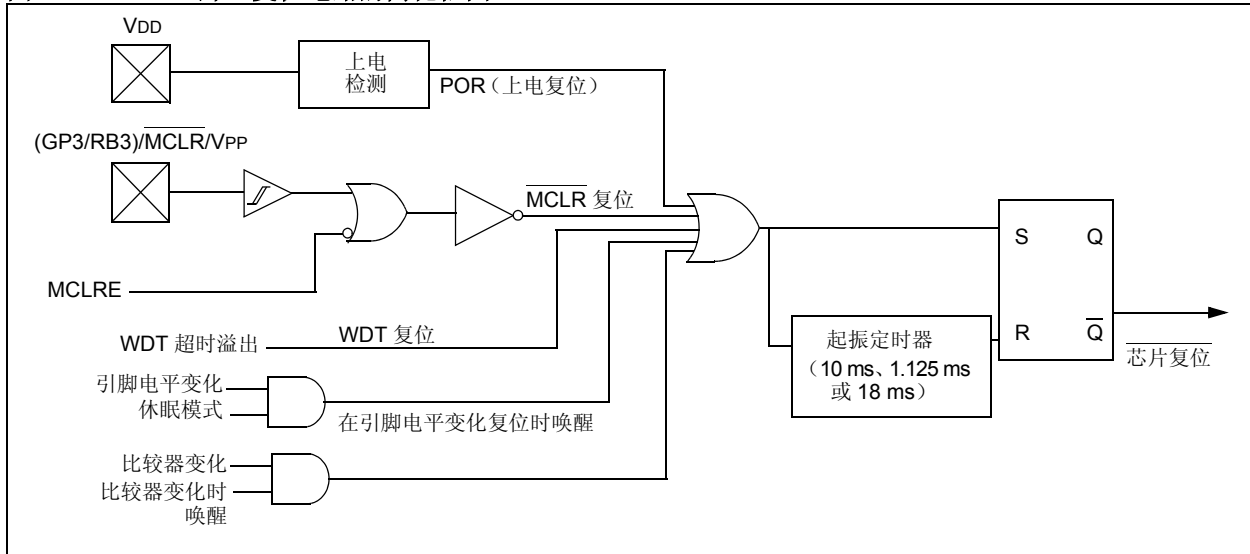 VDD
上电
检测
POR（上电复位）
(GP3/RB3)/MCLR/VPP
MCLR 复位
MCLRE
WDT 超时溢出
WDT 复位
引脚电平变化
休眠模式
在引脚电平变化复位时唤醒
比较器变化
比较器变化时
唤醒
S
Q
R
Q
起振定时器
（10 ms、1.125 ms
或 18 ms）
芯片复位